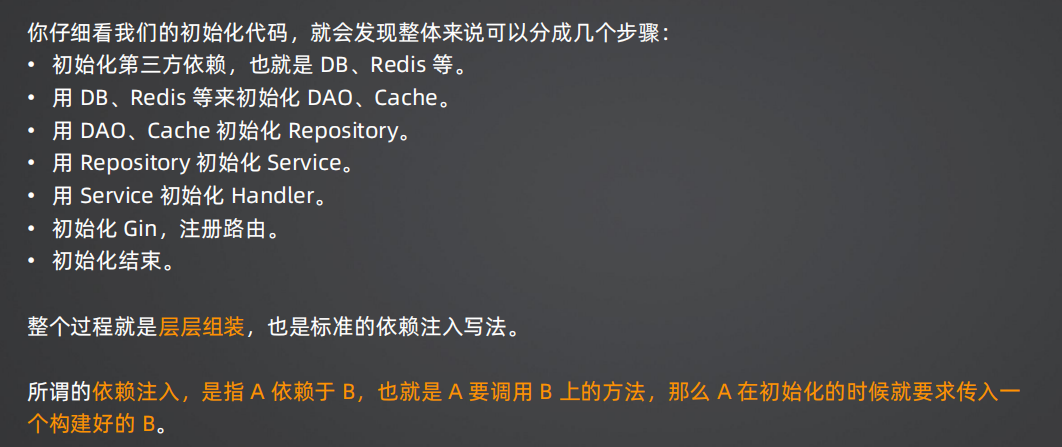 你仔细看我们的初始化代码，就会发现整体来说可以分成几个步骤：
• 初始化第三方依赖，也就是 DB、Redis 等。
• 用 DB、Redis 等来初始化 DAO、Cache。
• 用 DAO、Cache 初始化 Repository。
• 用 Repository 初始化 Service。
• 用 Service 初始化 Handler。
• 初始化 Gin，注册路由。
• 初始化结束。
整个过程就是层层组装，也是标准的依赖注入写法。
所谓的依赖注入，是指 A 依赖于 B，也就是 A 要调用 B 上的方法，那么 A 在初始化的时候就要求传入一
个构建好的 B。